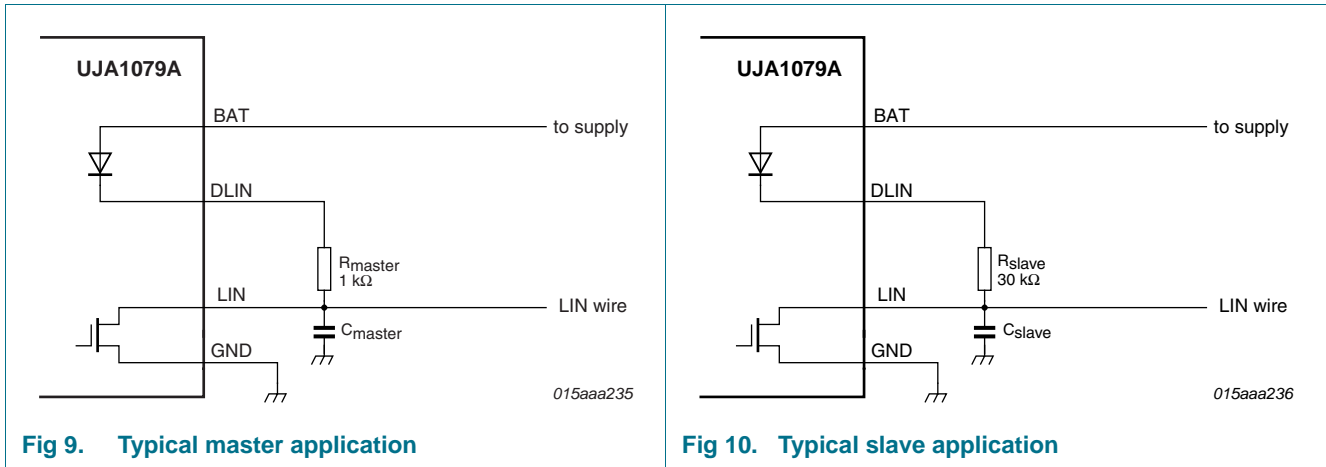 UJA1079A
BAT
to supply
DLIN
Rmaster
1 kΩ
LIN
LIN wire
Cmaster
GND
015aaa235
Fig 9. Typical master application
UJA1079A
BAT
to supply
DLIN
Rslave
30 kΩ
LIN
LIN wire
Cslave
GND
015aaa236
Fig 10. Typical slave application